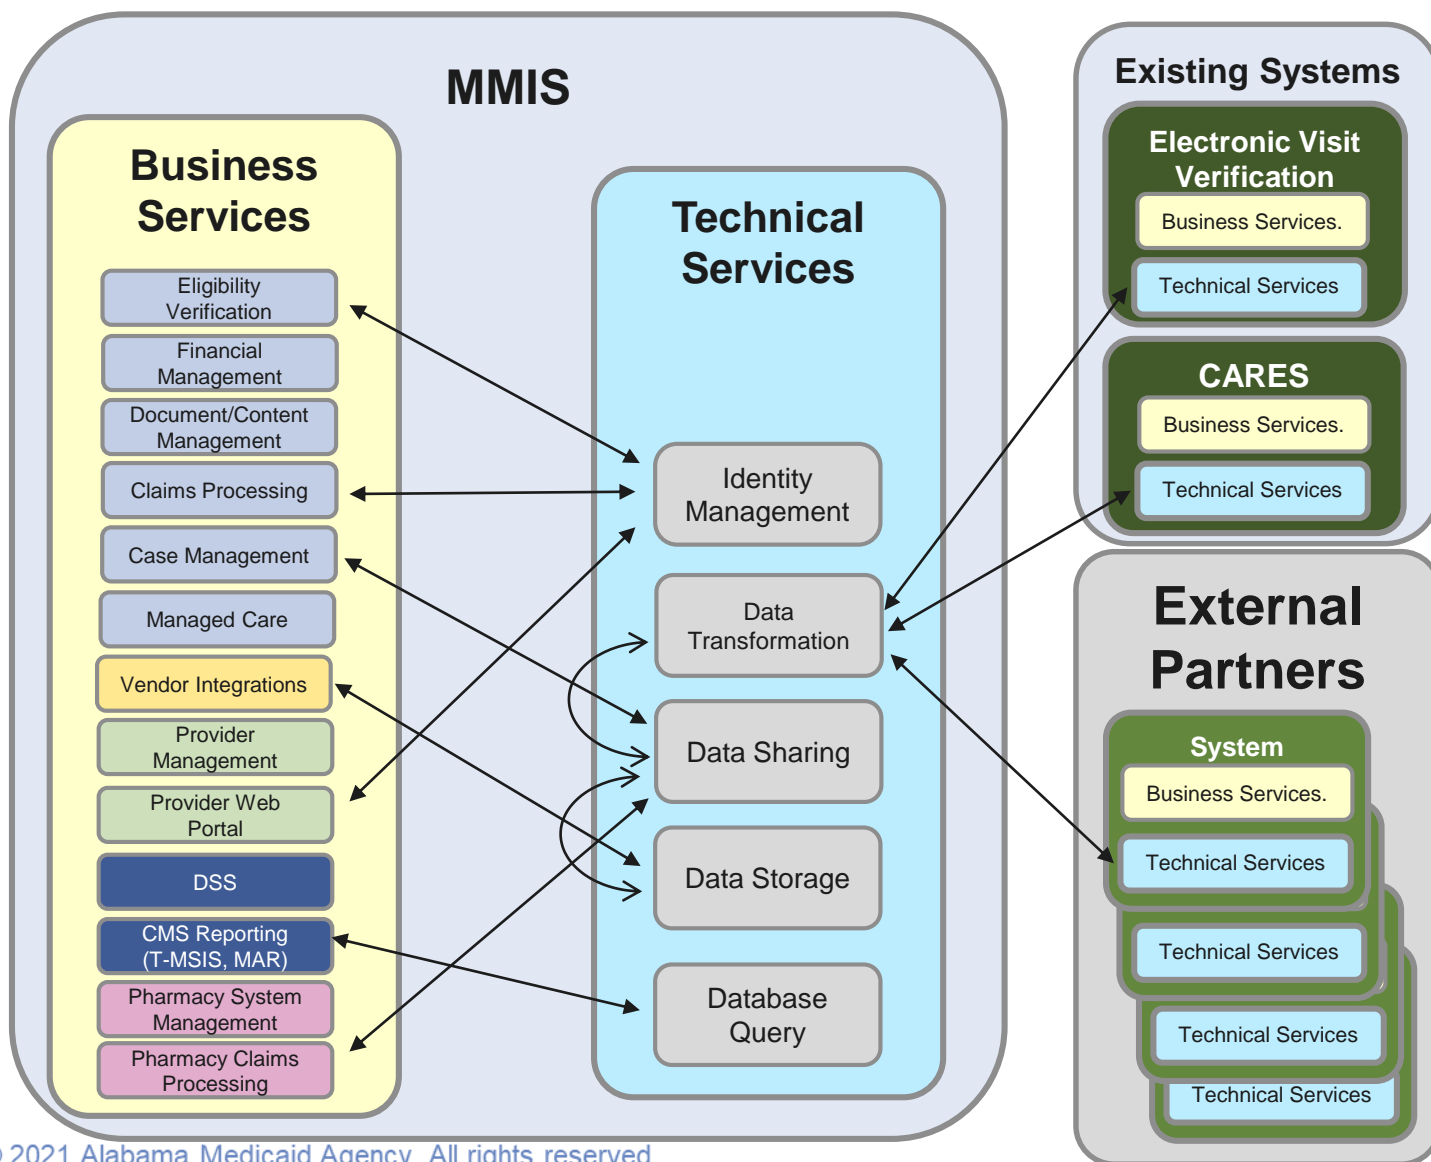 MMIS
Business
Services
Eligibility
Verification
Financial
Management
Document/Content
Management
Claims Processing
Case Management
Managed Care
Vendor Integrations
Provider
Management
Provider Web
Portal
DSS
CMS Reporting
(T-MSIS, MAR)
Pharmacy System
Management
Pharmacy Claims
Processing
Technical
Services
Identity
Management
Data
Transformation
Data Sharing
Data Storage
Database
Query
Existing Systems
Electronic Visit
Verification
Business Services.
Technical Services
CARES
Business Services.
Technical Services
External
Partners
System
Business Services.
Technical Services
Technical Services
Technical Services
Technical Services
© 2021 Alabama Medicaid Agency. All rights reserved